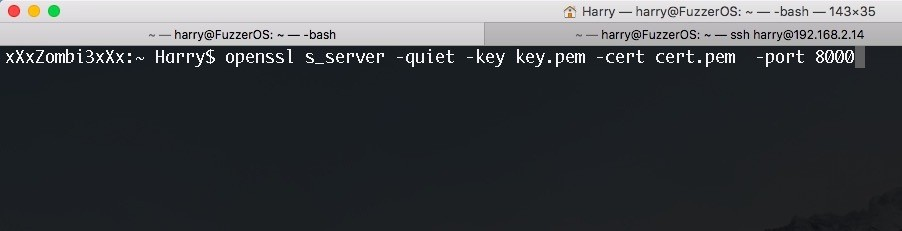 Harry — harry@FuzzerOS: ~ — -bash — 143×35
~ — harry@FuzzerOS: ~ — -bash
~ — harry@FuzzerOS: ~ — ssh harry@192.168.2.14
xXxZombi3xXx:~ Harry$ openssl s_server -quiet -key key.pem -cert cert.pem  -port 8000